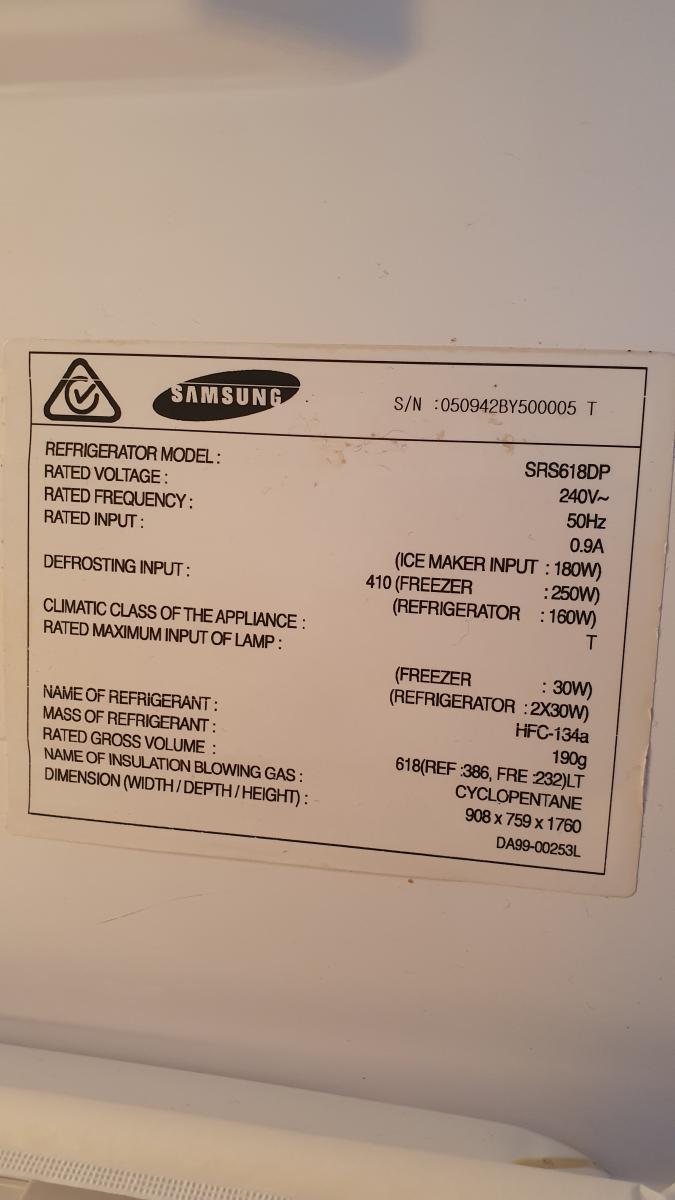 SAMSUNG
S/N :050942BY500005 T
REFRIGERATOR MODEL : SRS618DP
RATED VOLTAGE : 240V~
RATED FREQUENCY : 50Hz
RATED INPUT : 0.9A
(ICE MAKER INPUT : 180W)
DEFROSTING INPUT : 410 (FREEZER : 250W)
(REFRIGERATOR : 160W)
CLIMATIC CLASS OF THE APPLIANCE : T
RATED MAXIMUM INPUT OF LAMP :
(FREEZER : 30W)
(REFRIGERATOR : 2X30W)
NAME OF REFRIGERANT : HFC-134a
MASS OF REFRIGERANT : 190g
RATED GROSS VOLUME : 618(REF :386, FRE :232)LT
NAME OF INSULATION BLOWING GAS : CYCLOPENTANE
DIMENSION (WIDTH / DEPTH / HEIGHT) : 908 x 759 x 1760
DA99-00253L